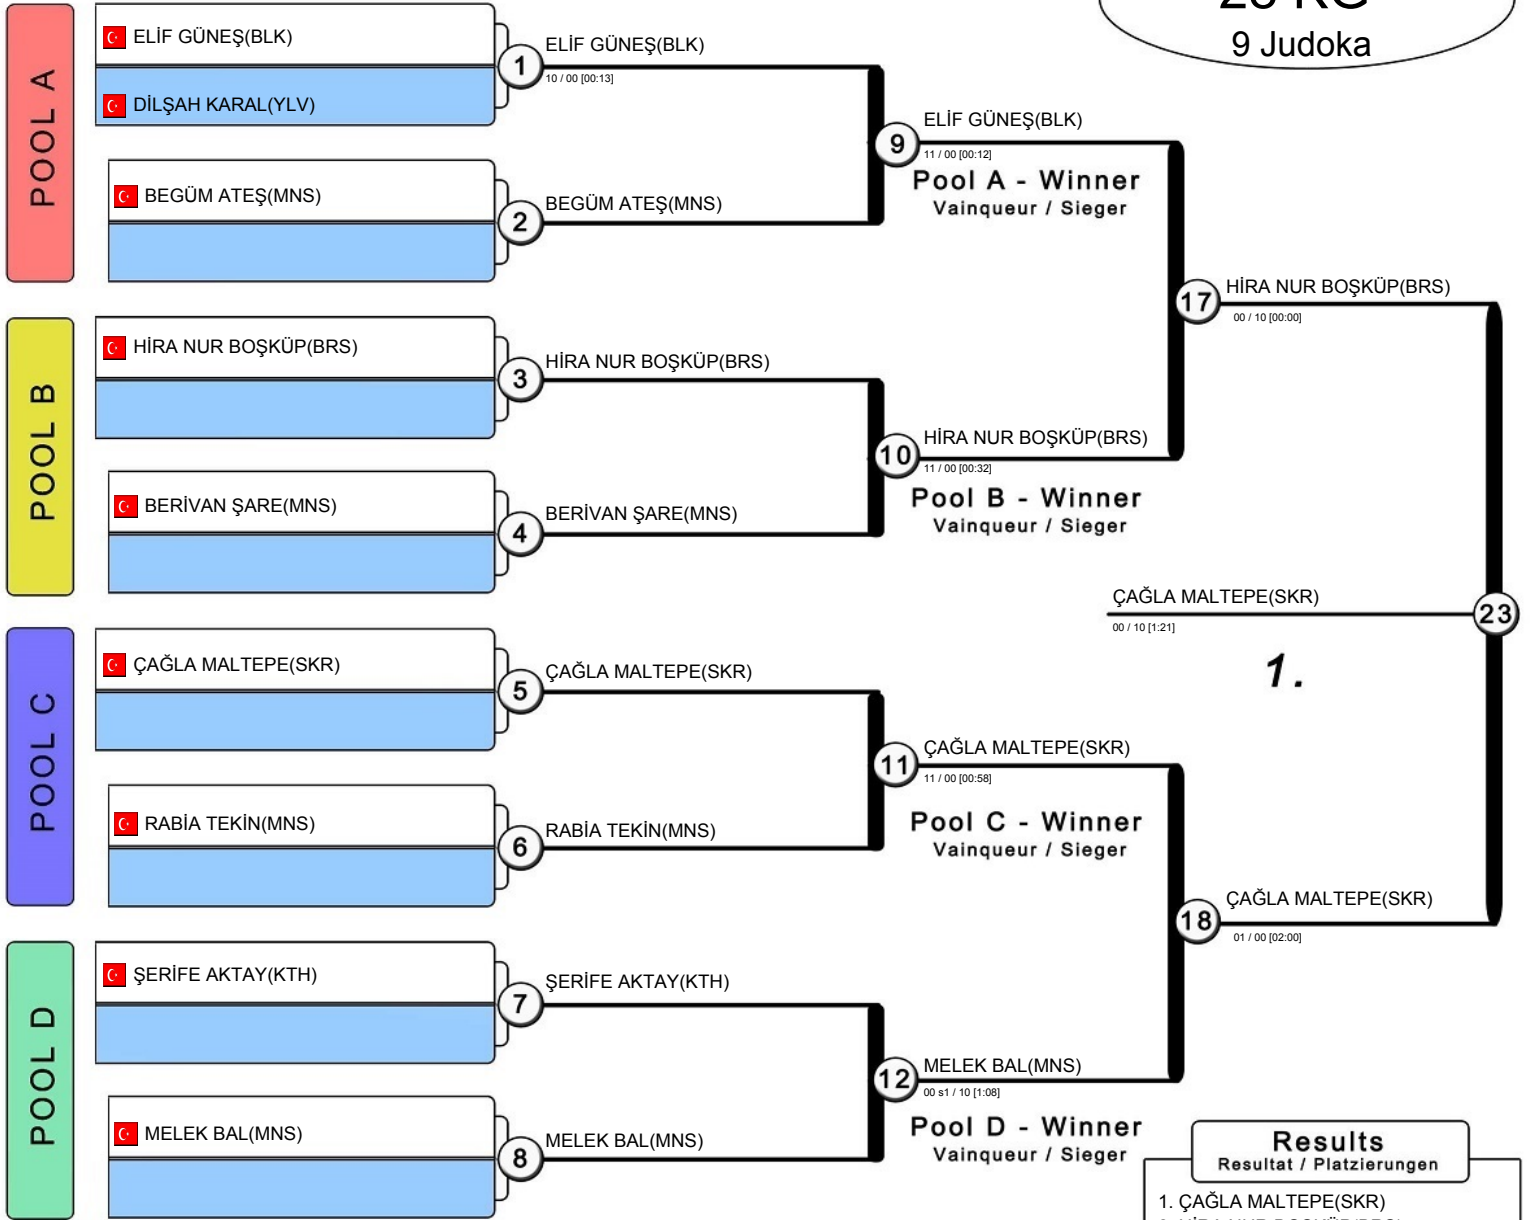 28 KG
9 Judoka
POOL A
ELİF GÜNEŞ(BLK)
DİLŞAH KARAL(YLV)
1
ELİF GÜNEŞ(BLK)
10 / 00 [00:13]
BEGÜM ATEŞ(MNS)
2
BEGÜM ATEŞ(MNS)
9
ELİF GÜNEŞ(BLK)
11 / 00 [00:12]
Pool A - Winner
Vainqueur / Sieger
POOL B
HİRA NUR BOŞKÜP(BRS)
3
HİRA NUR BOŞKÜP(BRS)
BERİVAN ŞARE(MNS)
4
BERİVAN ŞARE(MNS)
10
HİRA NUR BOŞKÜP(BRS)
11 / 00 [00:32]
Pool B - Winner
Vainqueur / Sieger
17
HİRA NUR BOŞKÜP(BRS)
00 / 10 [00:00]
ÇAĞLA MALTEPE(SKR)
00 / 10 [1:21]
23
1.
POOL C
ÇAĞLA MALTEPE(SKR)
5
ÇAĞLA MALTEPE(SKR)
RABİA TEKİN(MNS)
6
RABİA TEKİN(MNS)
11
ÇAĞLA MALTEPE(SKR)
11 / 00 [00:58]
Pool C - Winner
Vainqueur / Sieger
18
ÇAĞLA MALTEPE(SKR)
01 / 00 [02:00]
POOL D
ŞERİFE AKTAY(KTH)
7
ŞERİFE AKTAY(KTH)
MELEK BAL(MNS)
8
MELEK BAL(MNS)
12
MELEK BAL(MNS)
00 s1 / 10 [1:08]
Pool D - Winner
Vainqueur / Sieger
Results
Resultat / Platzierungen
1. ÇAĞLA MALTEPE(SKR)